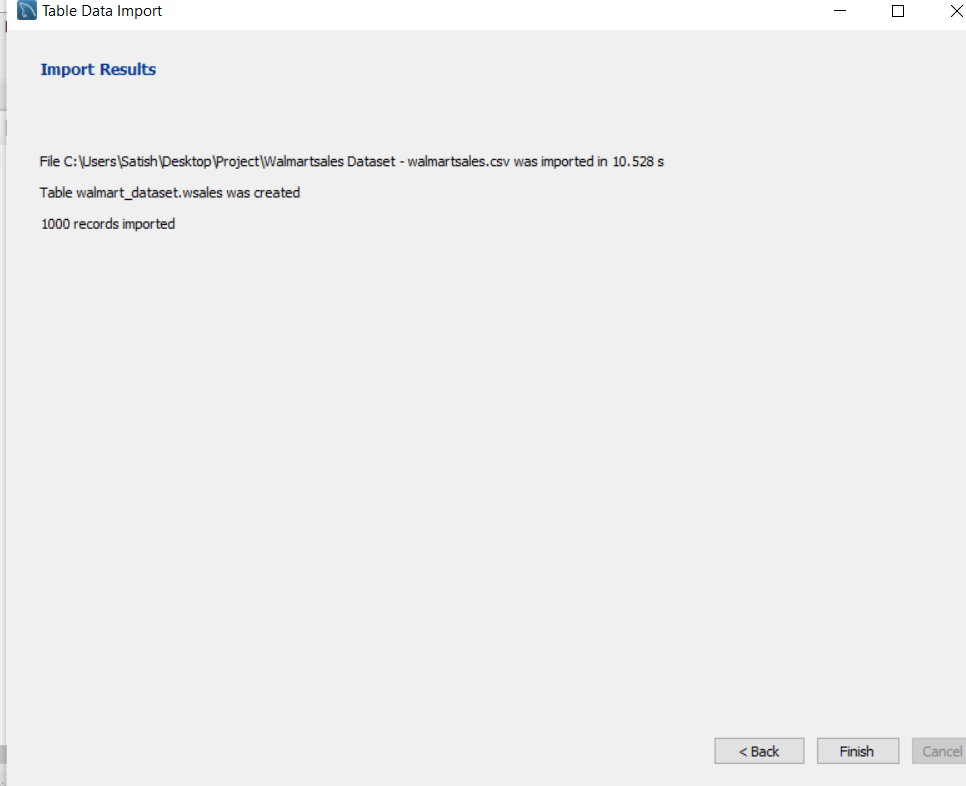 Table Data Import
Import Results
File C:\Users\Satish\Desktop\Project\Walmartsales Dataset - walmartsales.csv was imported in 10.528 s
Table walmart_dataset.wsales was created
1000 records imported
< Back
Finish
Cancel